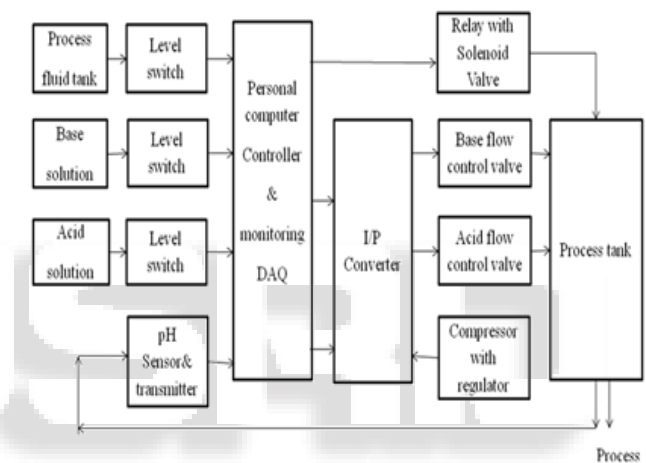 Process
fluid tank
Level
switch
Base
solution
Level
switch
Acid
solution
Level
switch
pH
Sensor&
transmitter
Personal
computer
Controller
&
monitoring
DAQ
I/P
Converter
Relay with
Solenoid
Valve
Base flow
control valve
Acid flow
control valve
Compressor
with
regulator
Process tank
Process